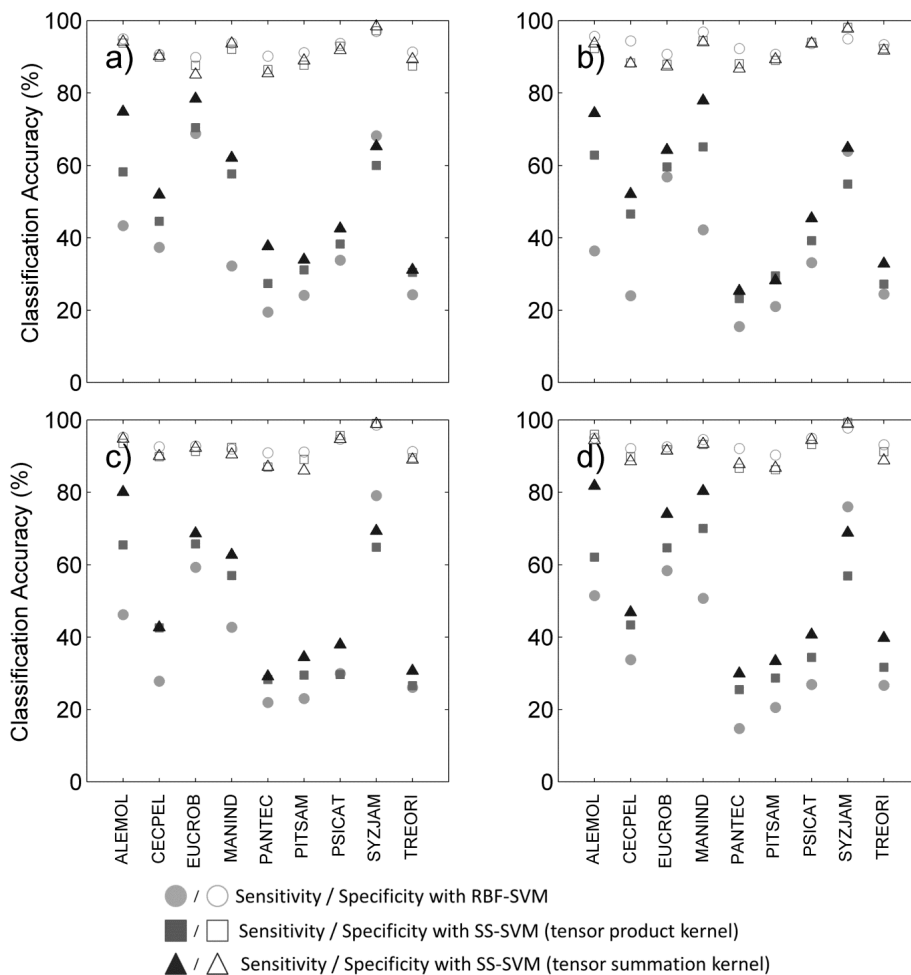 100
80
60
40
20
0
Classification Accuracy (%)
a)
100
80
60
40
20
0
Classification Accuracy (%)
b)
100
80
60
40
20
0
Classification Accuracy (%)
c)
ALEMOL
CECPEL
EUCROB
MANIND
PANTEC
PITSAM
PSICAT
SYZJAM
TREORI
100
80
60
40
20
0
d)
ALEMOL
CECPEL
EUCROB
MANIND
PANTEC
PITSAM
PSICAT
SYZJAM
TREORI
/ Sensitivity / Specificity with RBF-SVM
/ Sensitivity / Specificity with SS-SVM (tensor product kernel)
/ Sensitivity / Specificity with SS-SVM (tensor summation kernel)